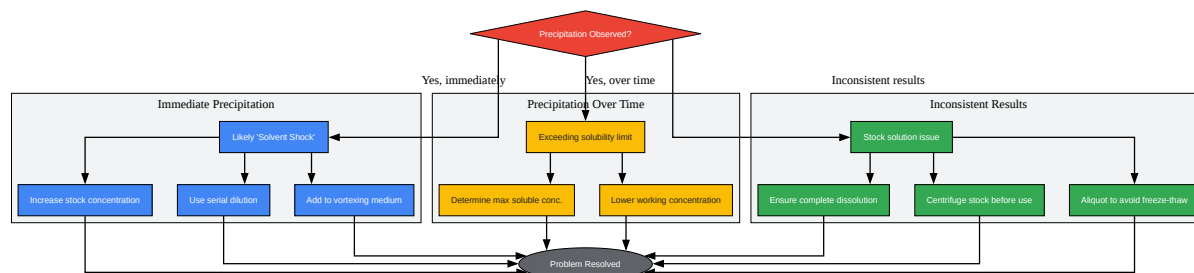 Precipitation Observed?
Yes, immediately
Yes, over time
Inconsistent results
Immediate Precipitation
Precipitation Over Time
Inconsistent Results
Likely 'Solvent Shock'
Exceeding solubility limit
Stock solution issue
Increase stock concentration
Use serial dilution
Add to vortexing medium
Determine max soluble conc.
Lower working concentration
Ensure complete dissolution
Centrifuge stock before use
Aliquot to avoid freeze-thaw
Problem Resolved